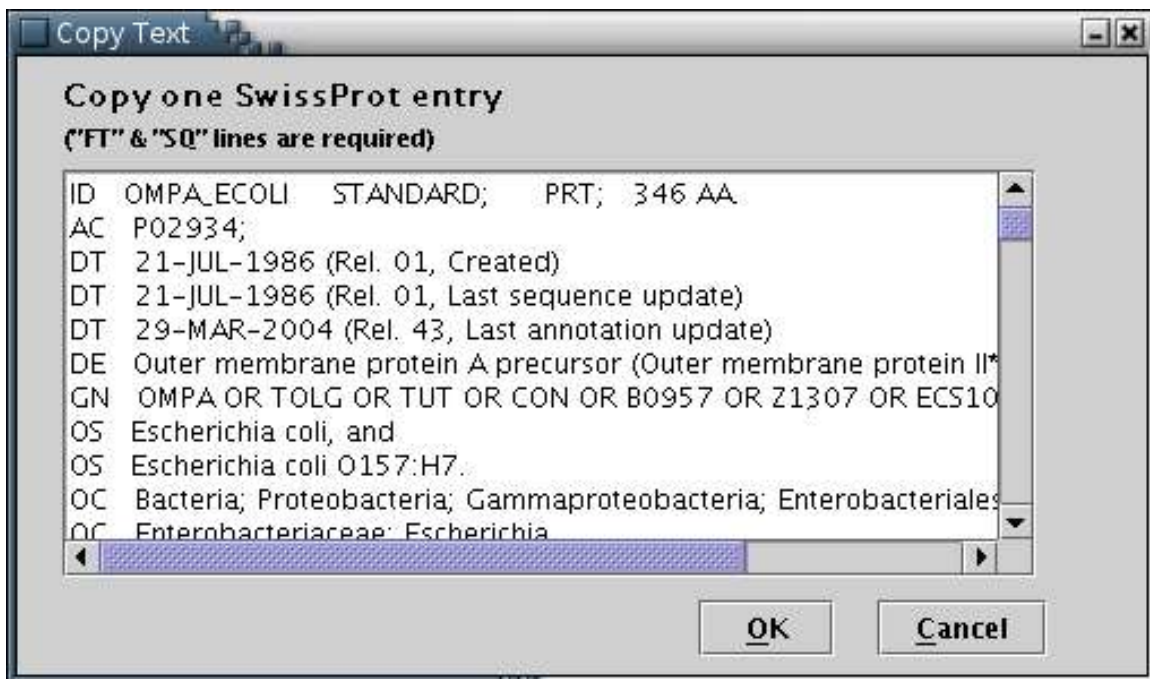 Copy Text
Copy one SwissProt entry
("FT" & "SQ" lines are required)
ID OMPA_ECOLI STANDARD; PRT; 346 AA.
AC P02934;
DT 21-JUL-1986 (Rel. 01, Created)
DT 21-JUL-1986 (Rel. 01, Last sequence update)
DT 29-MAR-2004 (Rel. 43, Last annotation update)
DE Outer membrane protein A precursor (Outer membrane protein II*
GN OMPA OR TOLG OR TUT OR CON OR B0957 OR Z1307 OR ECS10
OS Escherichia coli, and
OS Escherichia coli O157:H7.
OC Bacteria; Proteobacteria; Gammaproteobacteria; Enterobacteriales
OC Enterobacteriaceae; Escherichia
OK Cancel